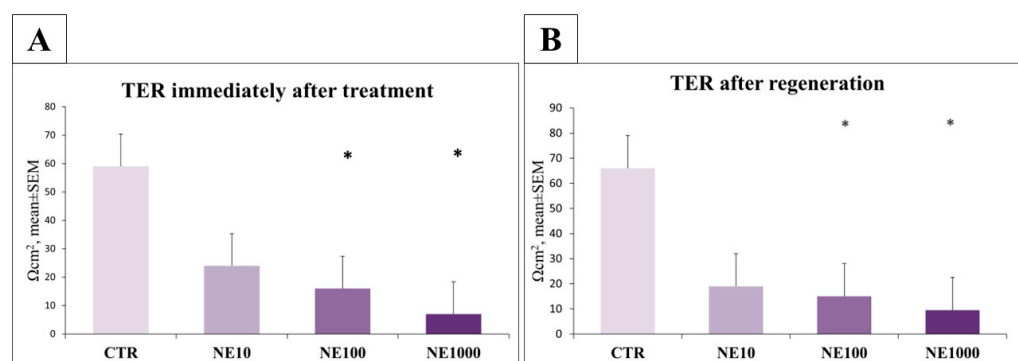 A
TER immediately after treatment
Ωcm², mean±SEM
80
70
60
50
40
30
20
10
0
*
*
CTR NE10 NE100 NE1000
B
TER after regeneration
Ωcm², mean±SEM
90
80
70
60
50
40
30
20
10
0
*
*
CTR NE10 NE100 NE1000